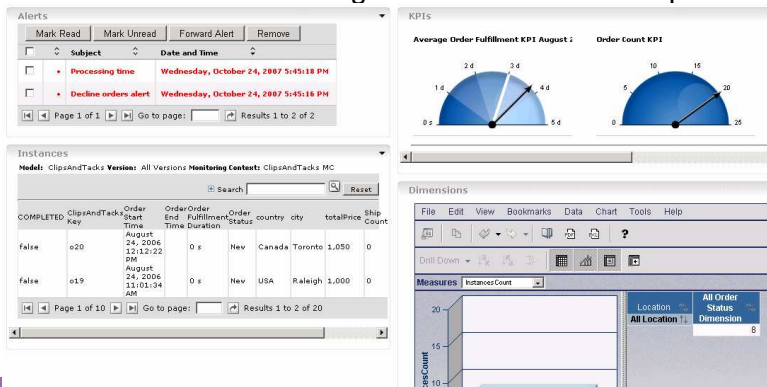 Alerts
Mark Read Mark Unread Forward Alert Remove
Subject Date and Time
Processing time Wednesday, October 24, 2007 5:45:18 PM
Decline orders alert Wednesday, October 24, 2007 5:45:16 PM
Page 1 of 1 Go to page: Results 1 to 2 of 2
Instances
Model: ClipsAndTacks Version: All Versions Monitoring Context: ClipsAndTacks MC
Search Reset
COMPLETED ClipsAndTacks Key Order Start Time Order End Time Order Fulfillment Duration Order Status country city totalPrice Ship Count
false o20 August 24, 2006 12:12:22 PM 0 s New Canada Toronto 1,050 0
false o19 August 24, 2006 11:01:34 AM 0 s New USA Raleigh 1,000 0
Page 1 of 10 Go to page: Results 1 to 2 of 20
KPIs
Average Order Fulfillment KPI August Order Count KPI
0 s 1 d 2 d 3 d 4 d 5 d
0 5 10 15 20 25
Dimensions
File Edit View Bookmarks Data Chart Tools Help
PDF ?
Drill Down
Measures InstancesCount
Location All Order Status Dimension
All Location 8
20
15
10